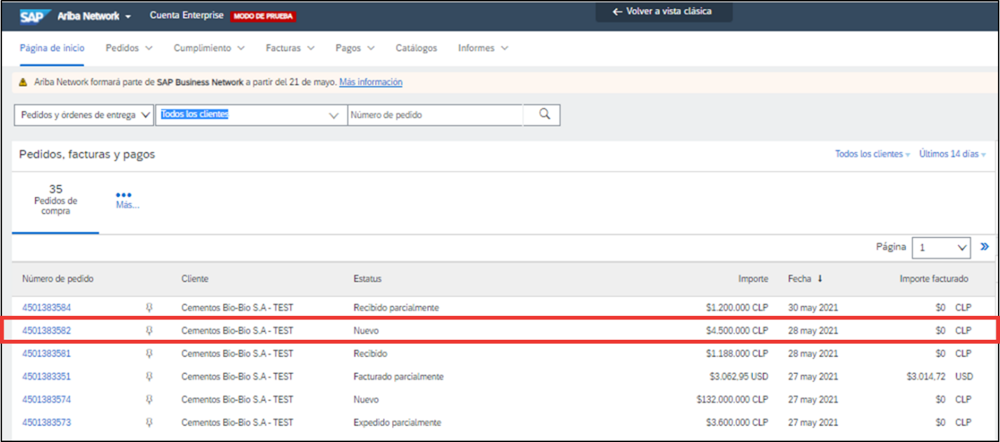 SAP Ariba Network Cuenta Enterprise MODO DE PRUEBA ← Volver a vista clásica
Página de inicio Pedidos Cumplimiento Facturas Pagos Catálogos Informes
Ariba Network formará parte de SAP Business Network a partir del 21 de mayo. Más información
Pedidos y órdenes de entrega Todos los clientes Número de pedido
Pedidos, facturas y pagos Todos los clientes Últimos 14 días
35
Pedidos de
compra
Más...
Página 1 »
Número de pedido Cliente Estatus Importe Fecha ↓ Importe facturado
4501383584 Cementos Bio-Bio S.A - TEST Recibido parcialmente $1.200.000 CLP 30 may 2021 $0 CLP
4501383582 Cementos Bio-Bio S.A - TEST Nuevo $4.500.000 CLP 28 may 2021 $0 CLP
4501383581 Cementos Bio-Bio S.A - TEST Recibido $1.188.000 CLP 28 may 2021 $0 CLP
4501383351 Cementos Bio-Bio S.A - TEST Facturado parcialmente $3.062,95 USD 27 may 2021 $3.014,72 USD
4501383574 Cementos Bio-Bio S.A - TEST Nuevo $132.000.000 CLP 27 may 2021 $0 CLP
4501383573 Cementos Bio-Bio S.A - TEST Expedido parcialmente $3.600.000 CLP 27 may 2021 $0 CLP